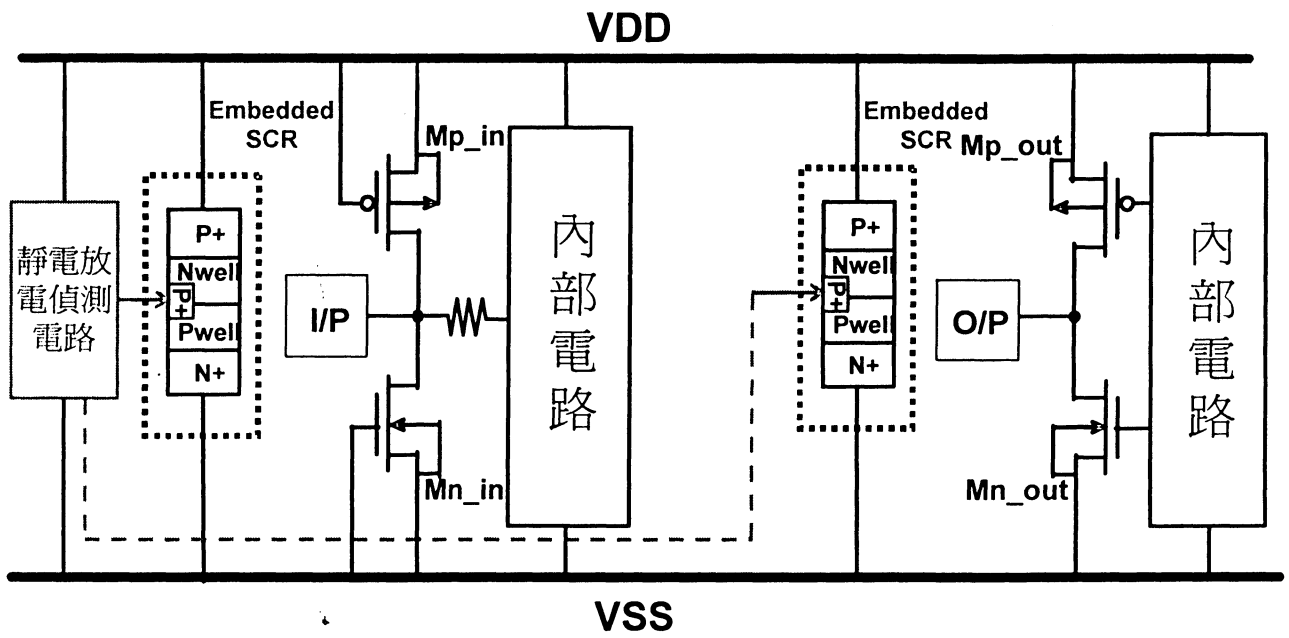 VDD
Embedded
SCR
Mp_in
Embedded
SCR
Mp_out
靜電放
電偵測
電路
P+
Nwell
P+
Pwell
N+
I/P
內部電路
Mn_in
P+
Nwell
P+
Pwell
N+
O/P
內部電路
Mn_out
VSS